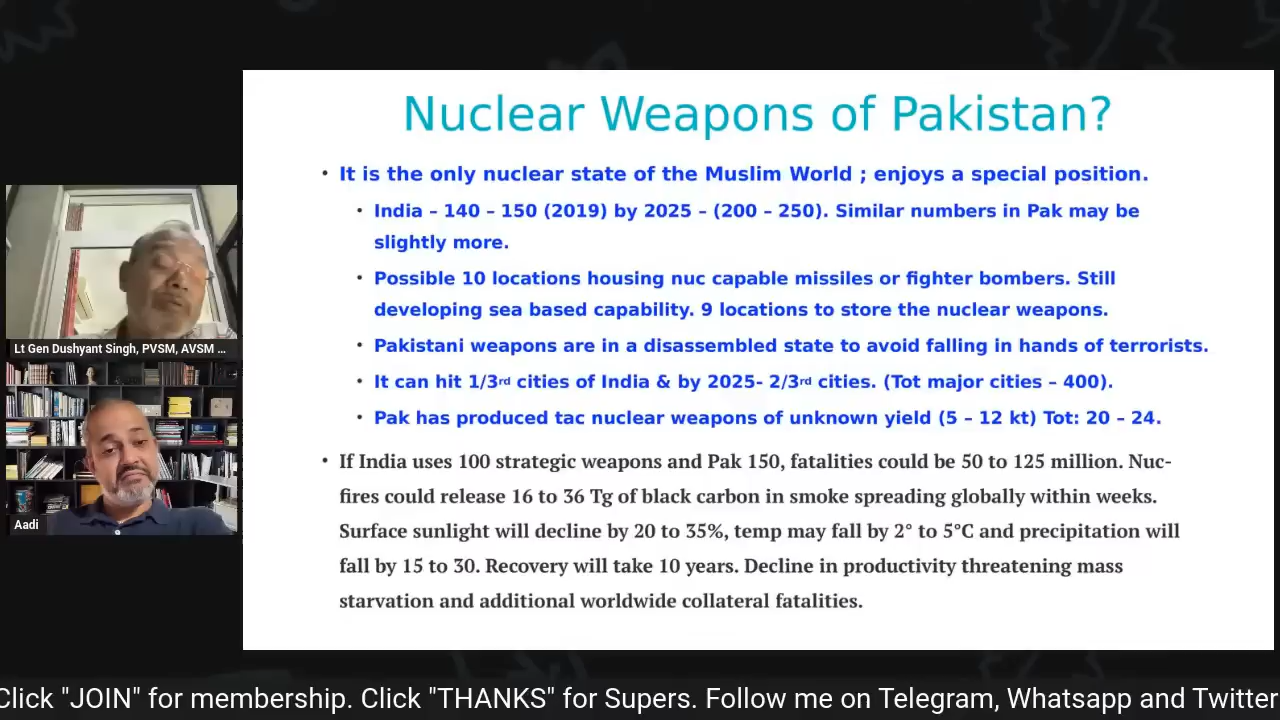 Nuclear Weapons of Pakistan?
• It is the only nuclear state of the Muslim World ; enjoys a special position.
• India – 140 – 150 (2019) by 2025 – (200 – 250). Similar numbers in Pak may be
slightly more.
• Possible 10 locations housing nuc capable missiles or fighter bombers. Still
developing sea based capability. 9 locations to store the nuclear weapons.
• Pakistani weapons are in a disassembled state to avoid falling in hands of terrorists.
• It can hit 1/3rd cities of India & by 2025- 2/3rd cities. (Tot major cities – 400).
• Pak has produced tac nuclear weapons of unknown yield (5 – 12 kt) Tot: 20 – 24.
• If India uses 100 strategic weapons and Pak 150, fatalities could be 50 to 125 million. Nuc-
fires could release 16 to 36 Tg of black carbon in smoke spreading globally within weeks.
Surface sunlight will decline by 20 to 35%, temp may fall by 2° to 5°C and precipitation will
fall by 15 to 30. Recovery will take 10 years. Decline in productivity threatening mass
starvation and additional worldwide collateral fatalities.
Lt Gen Dushyant Singh, PVSM, AVSM ...
Aadi
Click "JOIN" for membership. Click "THANKS" for Supers. Follow me on Telegram, Whatsapp and Twitter